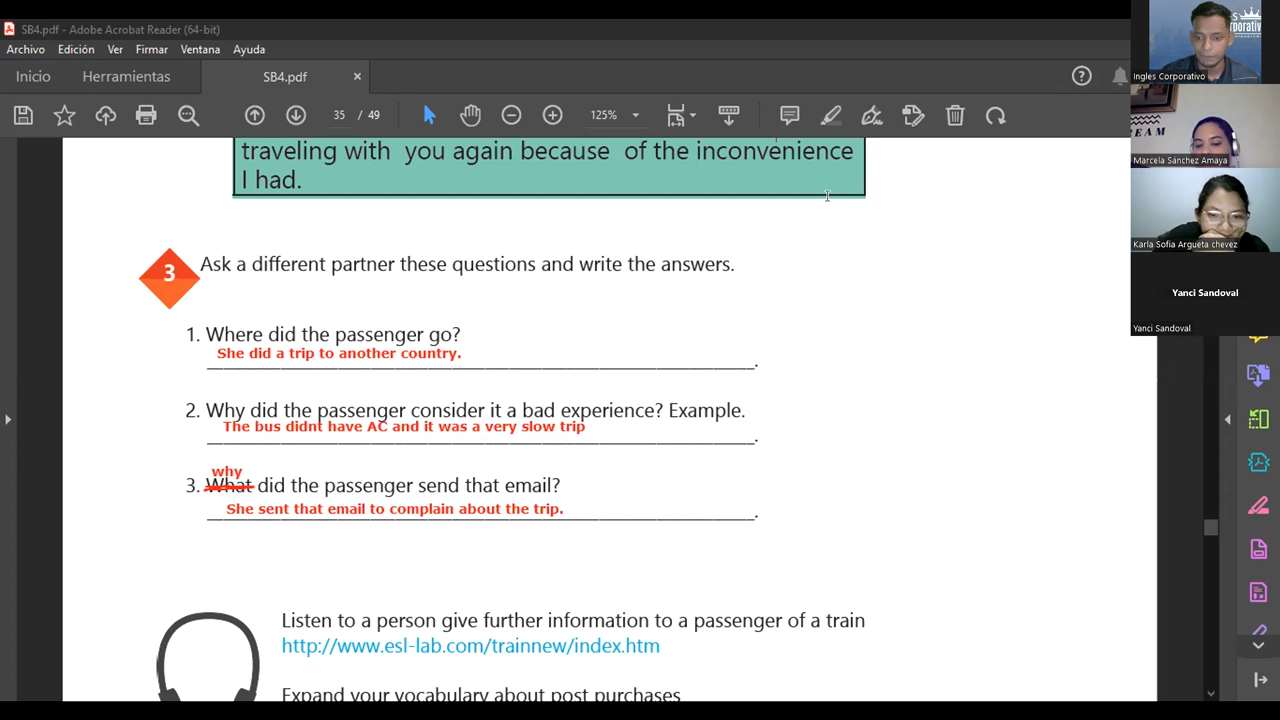 SB4.pdf - Adobe Acrobat Reader (64-bit)
Archivo Edición Ver Firmar Ventana Ayuda
Inicio Herramientas SB4.pdf ×
35 / 49 125%
traveling with you again because of the inconvenience
I had.
3 Ask a different partner these questions and write the answers.
1. Where did the passenger go?
She did a trip to another country.
2. Why did the passenger consider it a bad experience? Example.
The bus didnt have AC and it was a very slow trip
why
3. What did the passenger send that email?
She sent that email to complain about the trip.
Listen to a person give further information to a passenger of a train
http://www.esl-lab.com/trainnew/index.htm
Expand your vocabulary about post purchases
Ingles Corporativo
Marcela Sánchez Amaya
Karla Sofia Argueta chevez
Yanci Sandoval
Yanci Sandoval